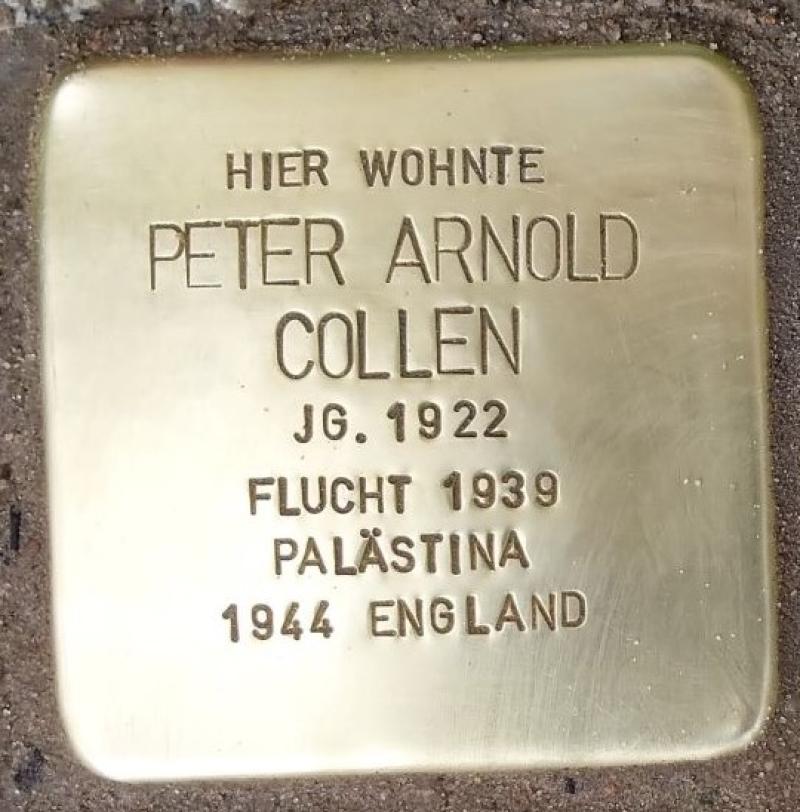 HIER WOHNTE
PETER ARNOLD
COLLEN
JG. 1922
FLUCHT 1939
PALÄSTINA
1944 ENGLAND